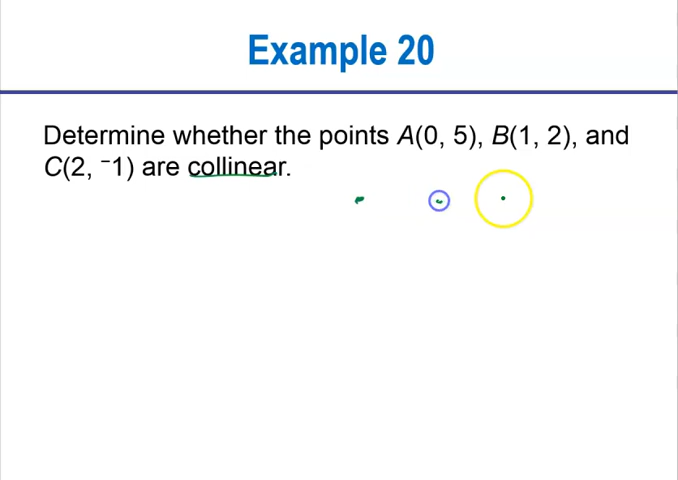 Example 20
Determine whether the points A(0, 5), B(1, 2), and
C(2, ⁻1) are collinear.